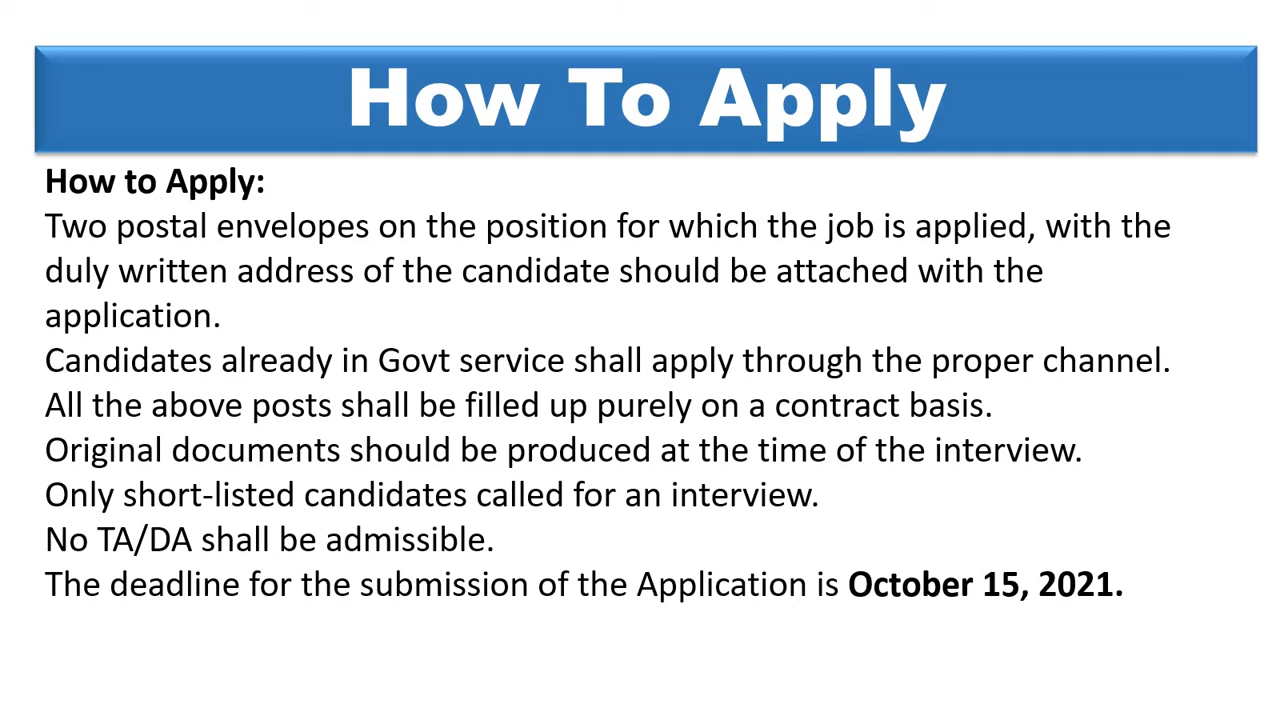 How To Apply
How to Apply:
Two postal envelopes on the position for which the job is applied, with the
duly written address of the candidate should be attached with the
application.
Candidates already in Govt service shall apply through the proper channel.
All the above posts shall be filled up purely on a contract basis.
Original documents should be produced at the time of the interview.
Only short-listed candidates called for an interview.
No TA/DA shall be admissible.
The deadline for the submission of the Application is October 15, 2021.